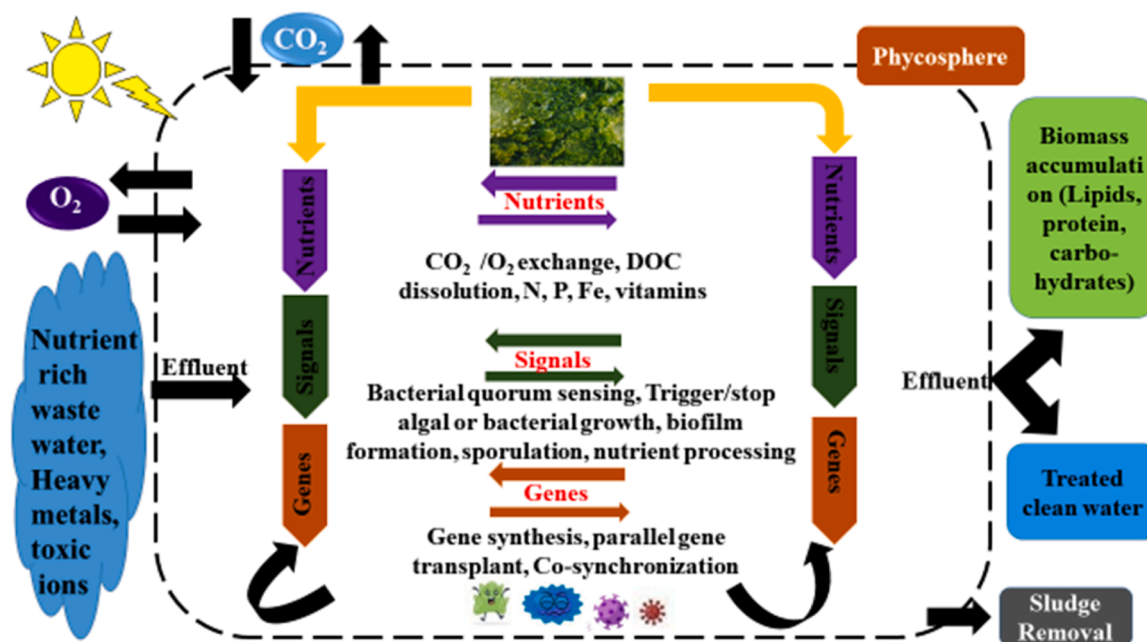 CO₂
Phycosphere
O₂
Nutrient
rich
waste
water,
Heavy
metals,
toxic
ions
Effluent
Nutrients
Signals
Genes
Nutrients
CO₂ /O₂ exchange, DOC
dissolution, N, P, Fe, vitamins
Signals
Bacterial quorum sensing, Trigger/stop
algal or bacterial growth, biofilm
formation, sporulation, nutrient processing
Genes
Gene synthesis, parallel gene
transplant, Co-synchronization
Nutrients
Signals
Genes
Effluent
Biomass
accumulati
on (Lipids,
protein,
carbo-
hydrates)
Treated
clean water
Sludge
Removal